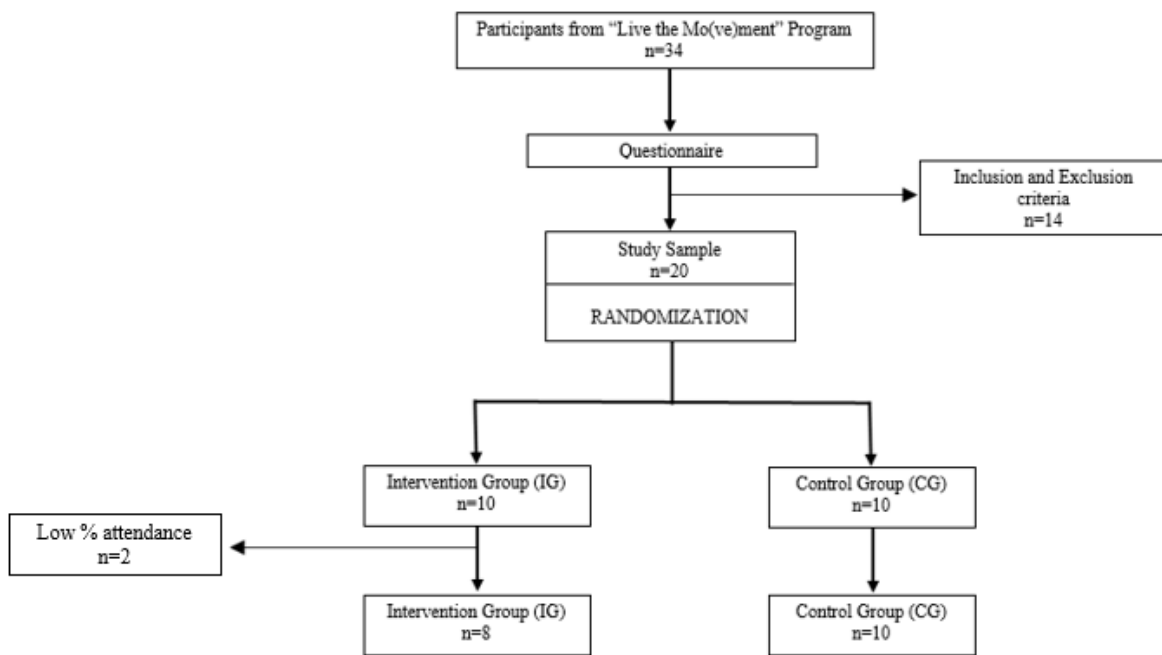 Participants from “Live the Mo(ve)ment” Program
n=34
Questionnaire
Inclusion and Exclusion
criteria
n=14
Study Sample
n=20
RANDOMIZATION
Intervention Group (IG)
n=10
Control Group (CG)
n=10
Low % attendance
n=2
Intervention Group (IG)
n=8
Control Group (CG)
n=10